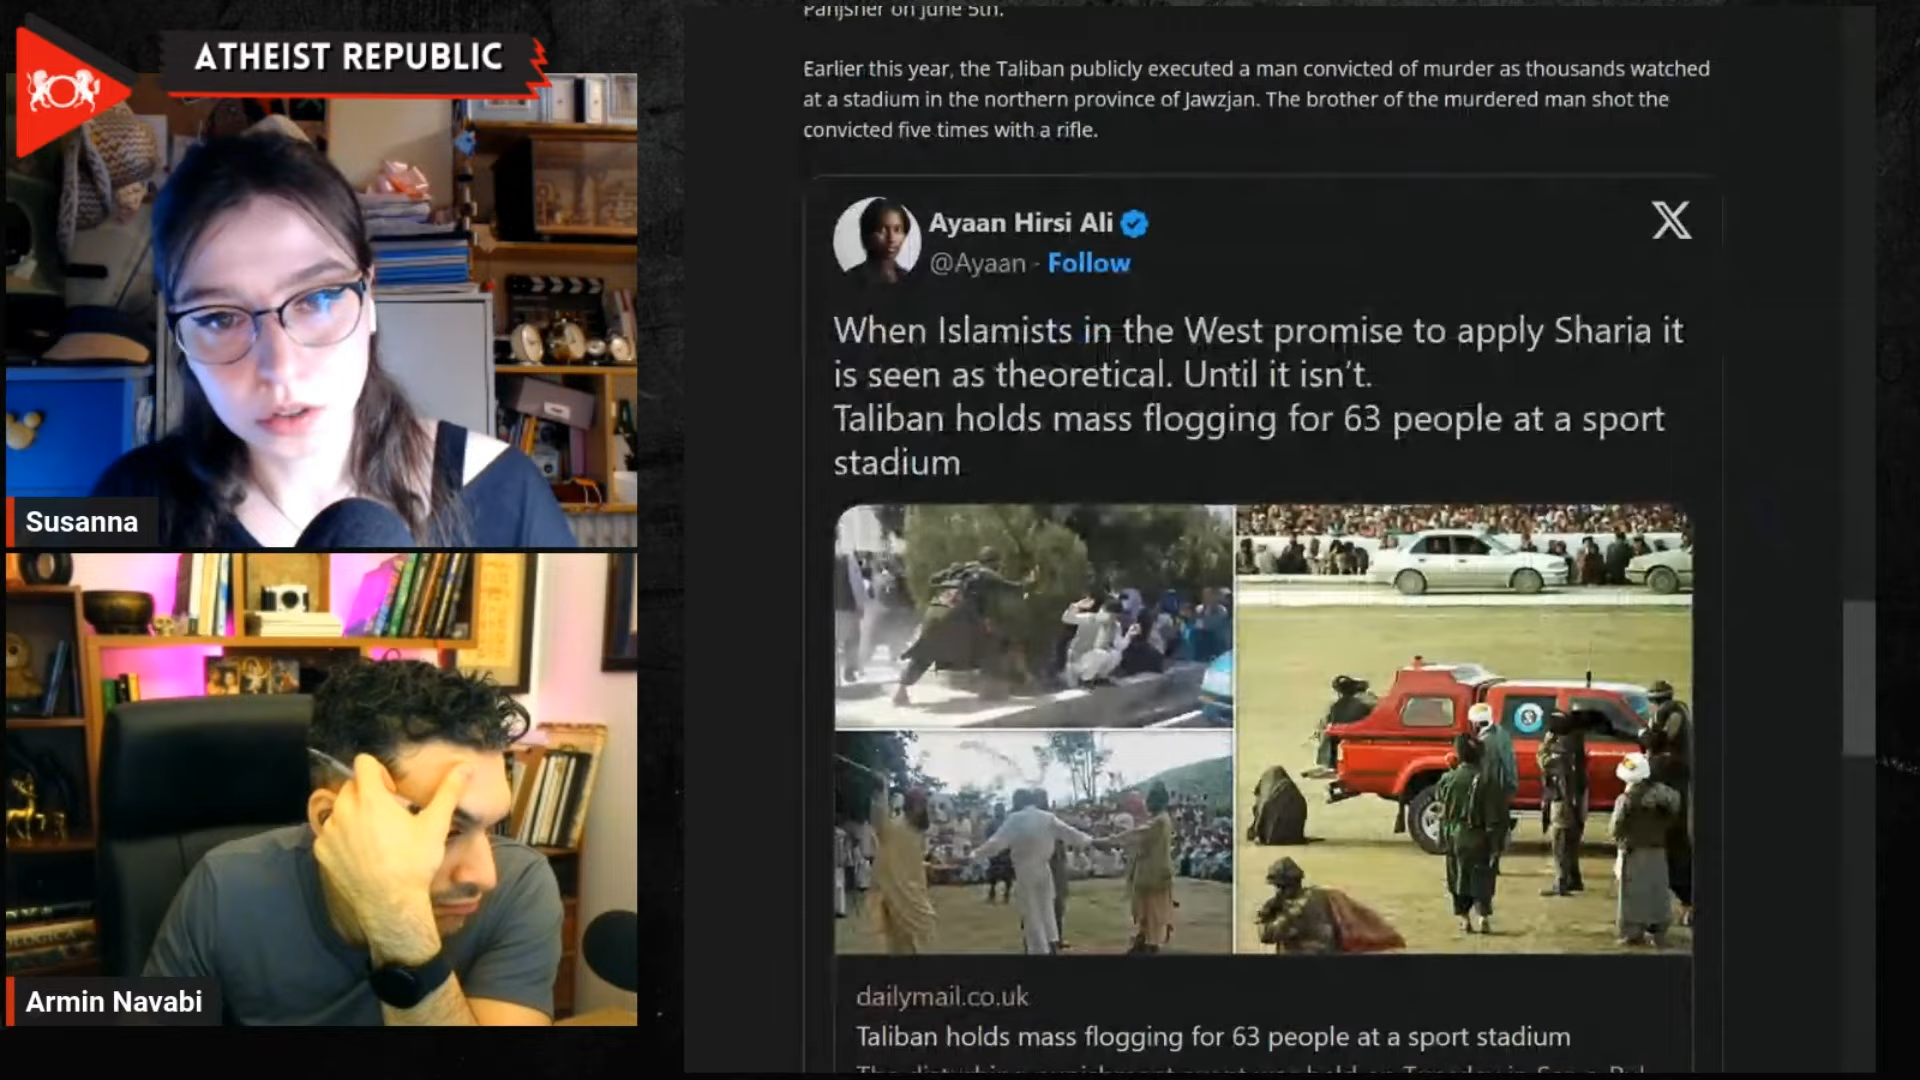 ATHEIST REPUBLIC
Panjsher on June 5th.
Earlier this year, the Taliban publicly executed a man convicted of murder as thousands watched
at a stadium in the northern province of Jawzjan. The brother of the murdered man shot the
convicted five times with a rifle.
Ayaan Hirsi Ali
@Ayaan · Follow
When Islamists in the West promise to apply Sharia it
is seen as theoretical. Until it isn't.
Taliban holds mass flogging for 63 people at a sport
stadium
dailymail.co.uk
Taliban holds mass flogging for 63 people at a sport stadium
Susanna
Armin Navabi